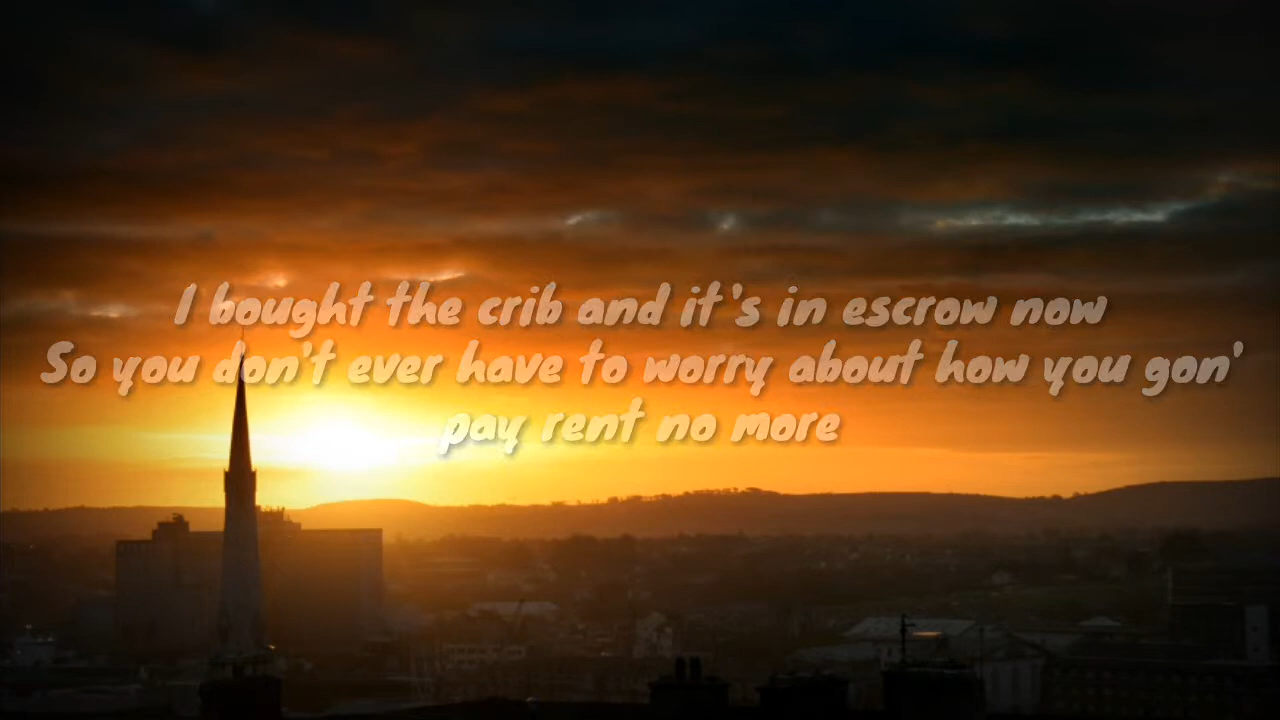 I bought the crib and it's in escrow now
So you don't ever have to worry about how you gon'
pay rent no more